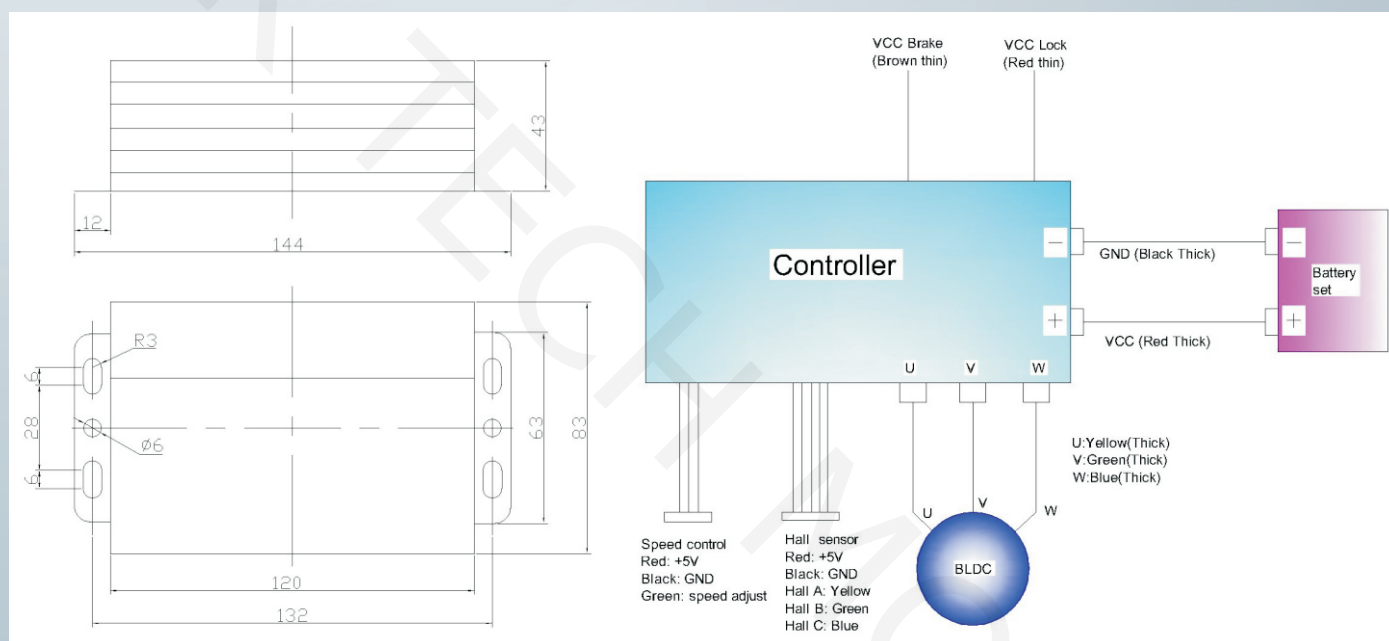 43
12
144
R3
6
28
6
Ø6
63
83
120
132
VCC Brake
(Brown thin)
VCC Lock
(Red thin)
Controller
−
+
GND (Black Thick)
VCC (Red Thick)
−
+
Battery
set
U
V
W
U:Yellow(Thick)
V:Green(Thick)
W:Blue(Thick)
U
V
W
BLDC
Speed control
Red: +5V
Black: GND
Green: speed adjust
Hall sensor
Red: +5V
Black: GND
Hall A: Yellow
Hall B: Green
Hall C: Blue
TECH